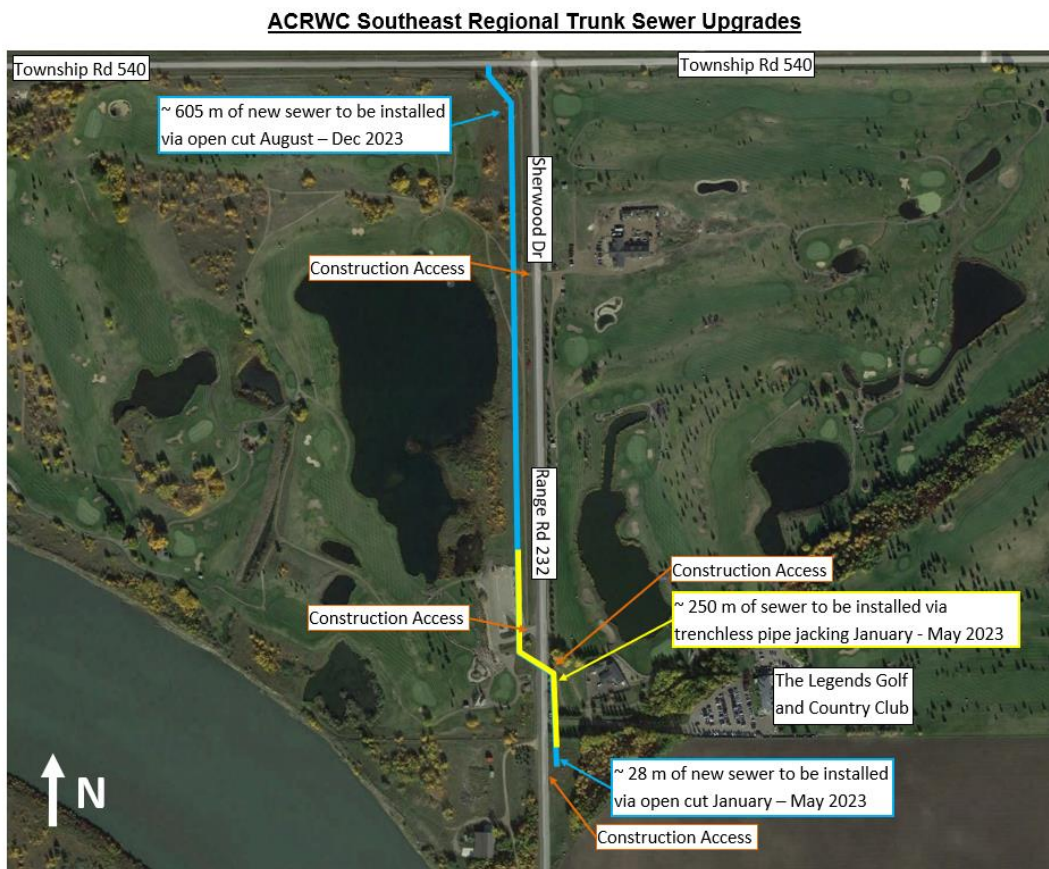 ACRWC Southeast Regional Trunk Sewer Upgrades
Township Rd 540
Township Rd 540
~ 605 m of new sewer to be installed
via open cut August – Dec 2023
Sherwood Dr
Construction Access
Range Rd 232
Construction Access
~ 250 m of sewer to be installed via
trenchless pipe jacking January - May 2023
Construction Access
The Legends Golf
and Country Club
N
~ 28 m of new sewer to be installed
via open cut January – May 2023
Construction Access